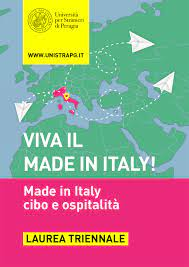 Università
per Stranieri
di Perugia
WWW.UNISTRAPG.IT
VIVA IL
MADE IN ITALY!
Made in Italy
cibo e ospitalità
LAUREA TRIENNALE